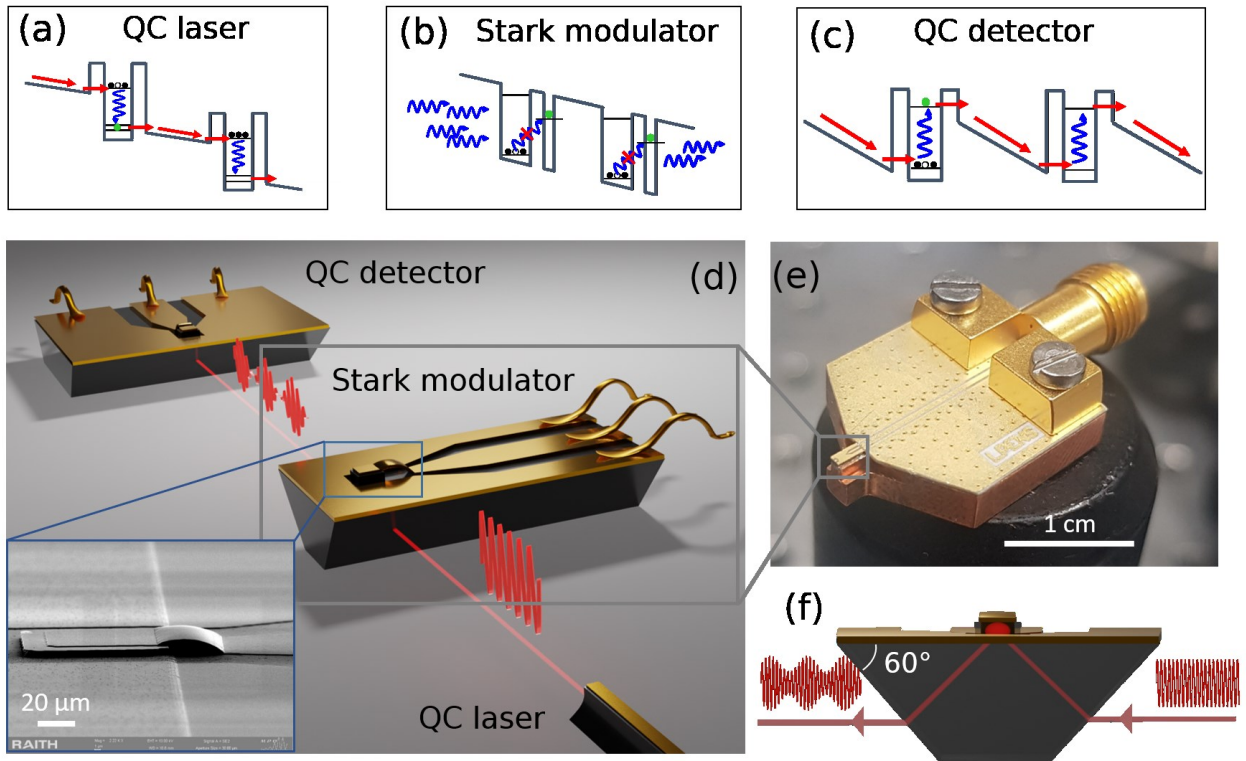 (a) QC laser
(b) Stark modulator
(c) QC detector
QC detector
(d)
(e)
Stark modulator
1 cm
(f)
60°
20 µm
QC laser
RAITH